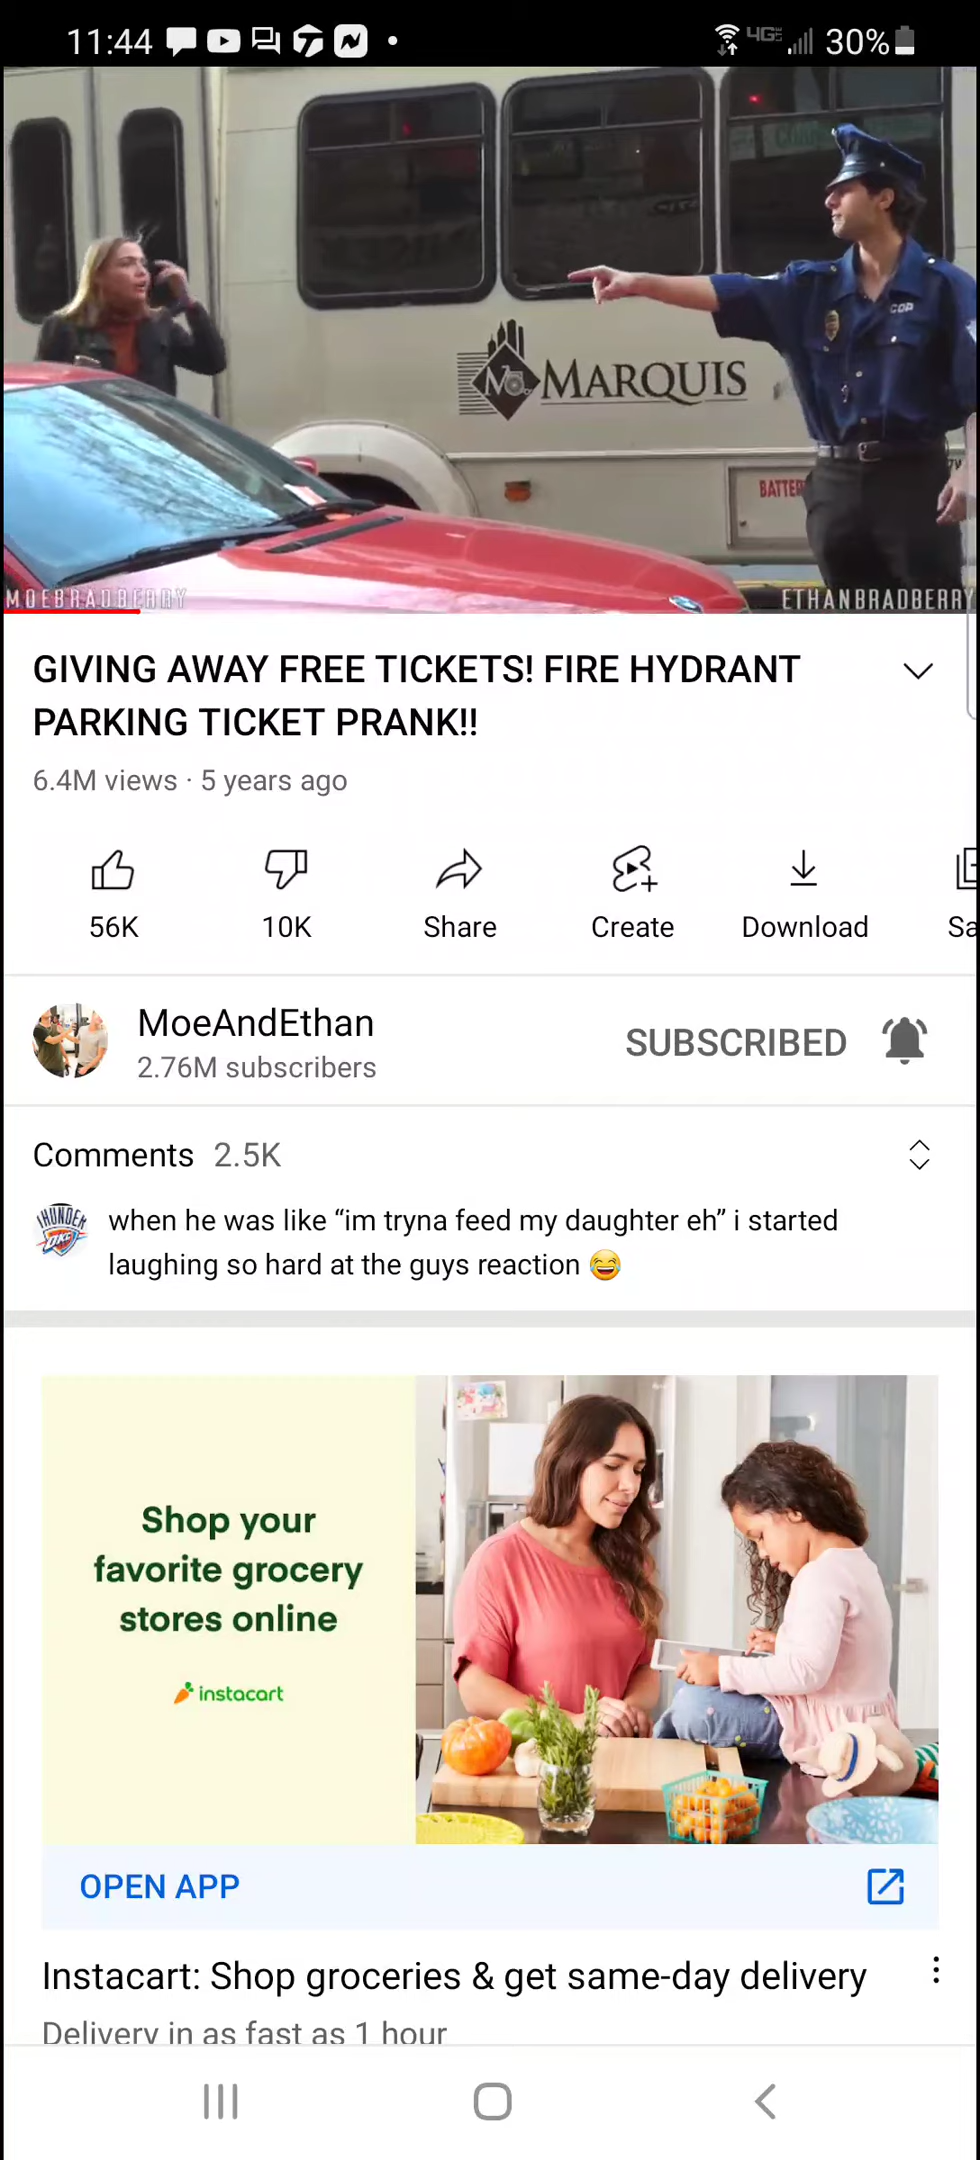 11:44
4GE 30%
COP
MARQUIS
BATTER
MOEBRADBERRY
ETHANBRADBERRY
GIVING AWAY FREE TICKETS! FIRE HYDRANT
PARKING TICKET PRANK!!
6.4M views · 5 years ago
56K 10K Share Create Download Sa
MoeAndEthan
2.76M subscribers
SUBSCRIBED
Comments 2.5K
THUNDER
OKC
when he was like “im tryna feed my daughter eh” i started
laughing so hard at the guys reaction 😂
Shop your
favorite grocery
stores online
instacart
OPEN APP
Instacart: Shop groceries & get same-day delivery
Delivery in as fast as 1 hour